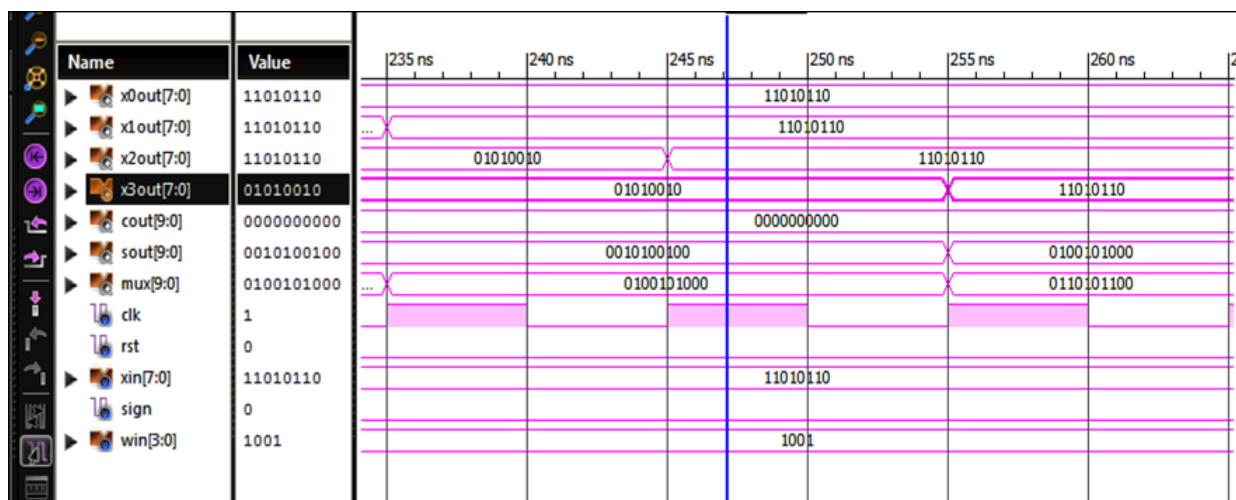 Name Value 235 ns 240 ns 245 ns 250 ns 255 ns 260 ns 2
x0out[7:0] 11010110 11010110
x1out[7:0] 11010110 ... 11010110
x2out[7:0] 11010110 01010010 11010110
x3out[7:0] 01010010 01010010 11010110
cout[9:0] 0000000000 0000000000
sout[9:0] 0010100100 0010100100 0100101000
mux[9:0] 0100101000 ... 0100101000 0110101100
clk 1
rst 0
xin[7:0] 11010110 11010110
sign 0
win[3:0] 1001 1001